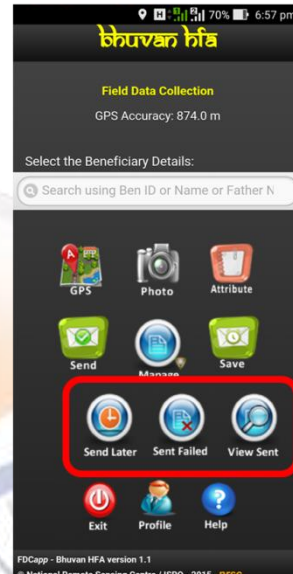 H 70% 6:57 pm
bhuvan hfa
Field Data Collection
GPS Accuracy: 874.0 m
Select the Beneficiary Details:
Search using Ben ID or Name or Father N
GPS Photo Attribute
Send Manage Save
Send Later Sent Failed View Sent
Exit Profile Help
FDCapp - Bhuvan HFA version 1.1
© National Remote Sensing Centre / ISRO - 2015